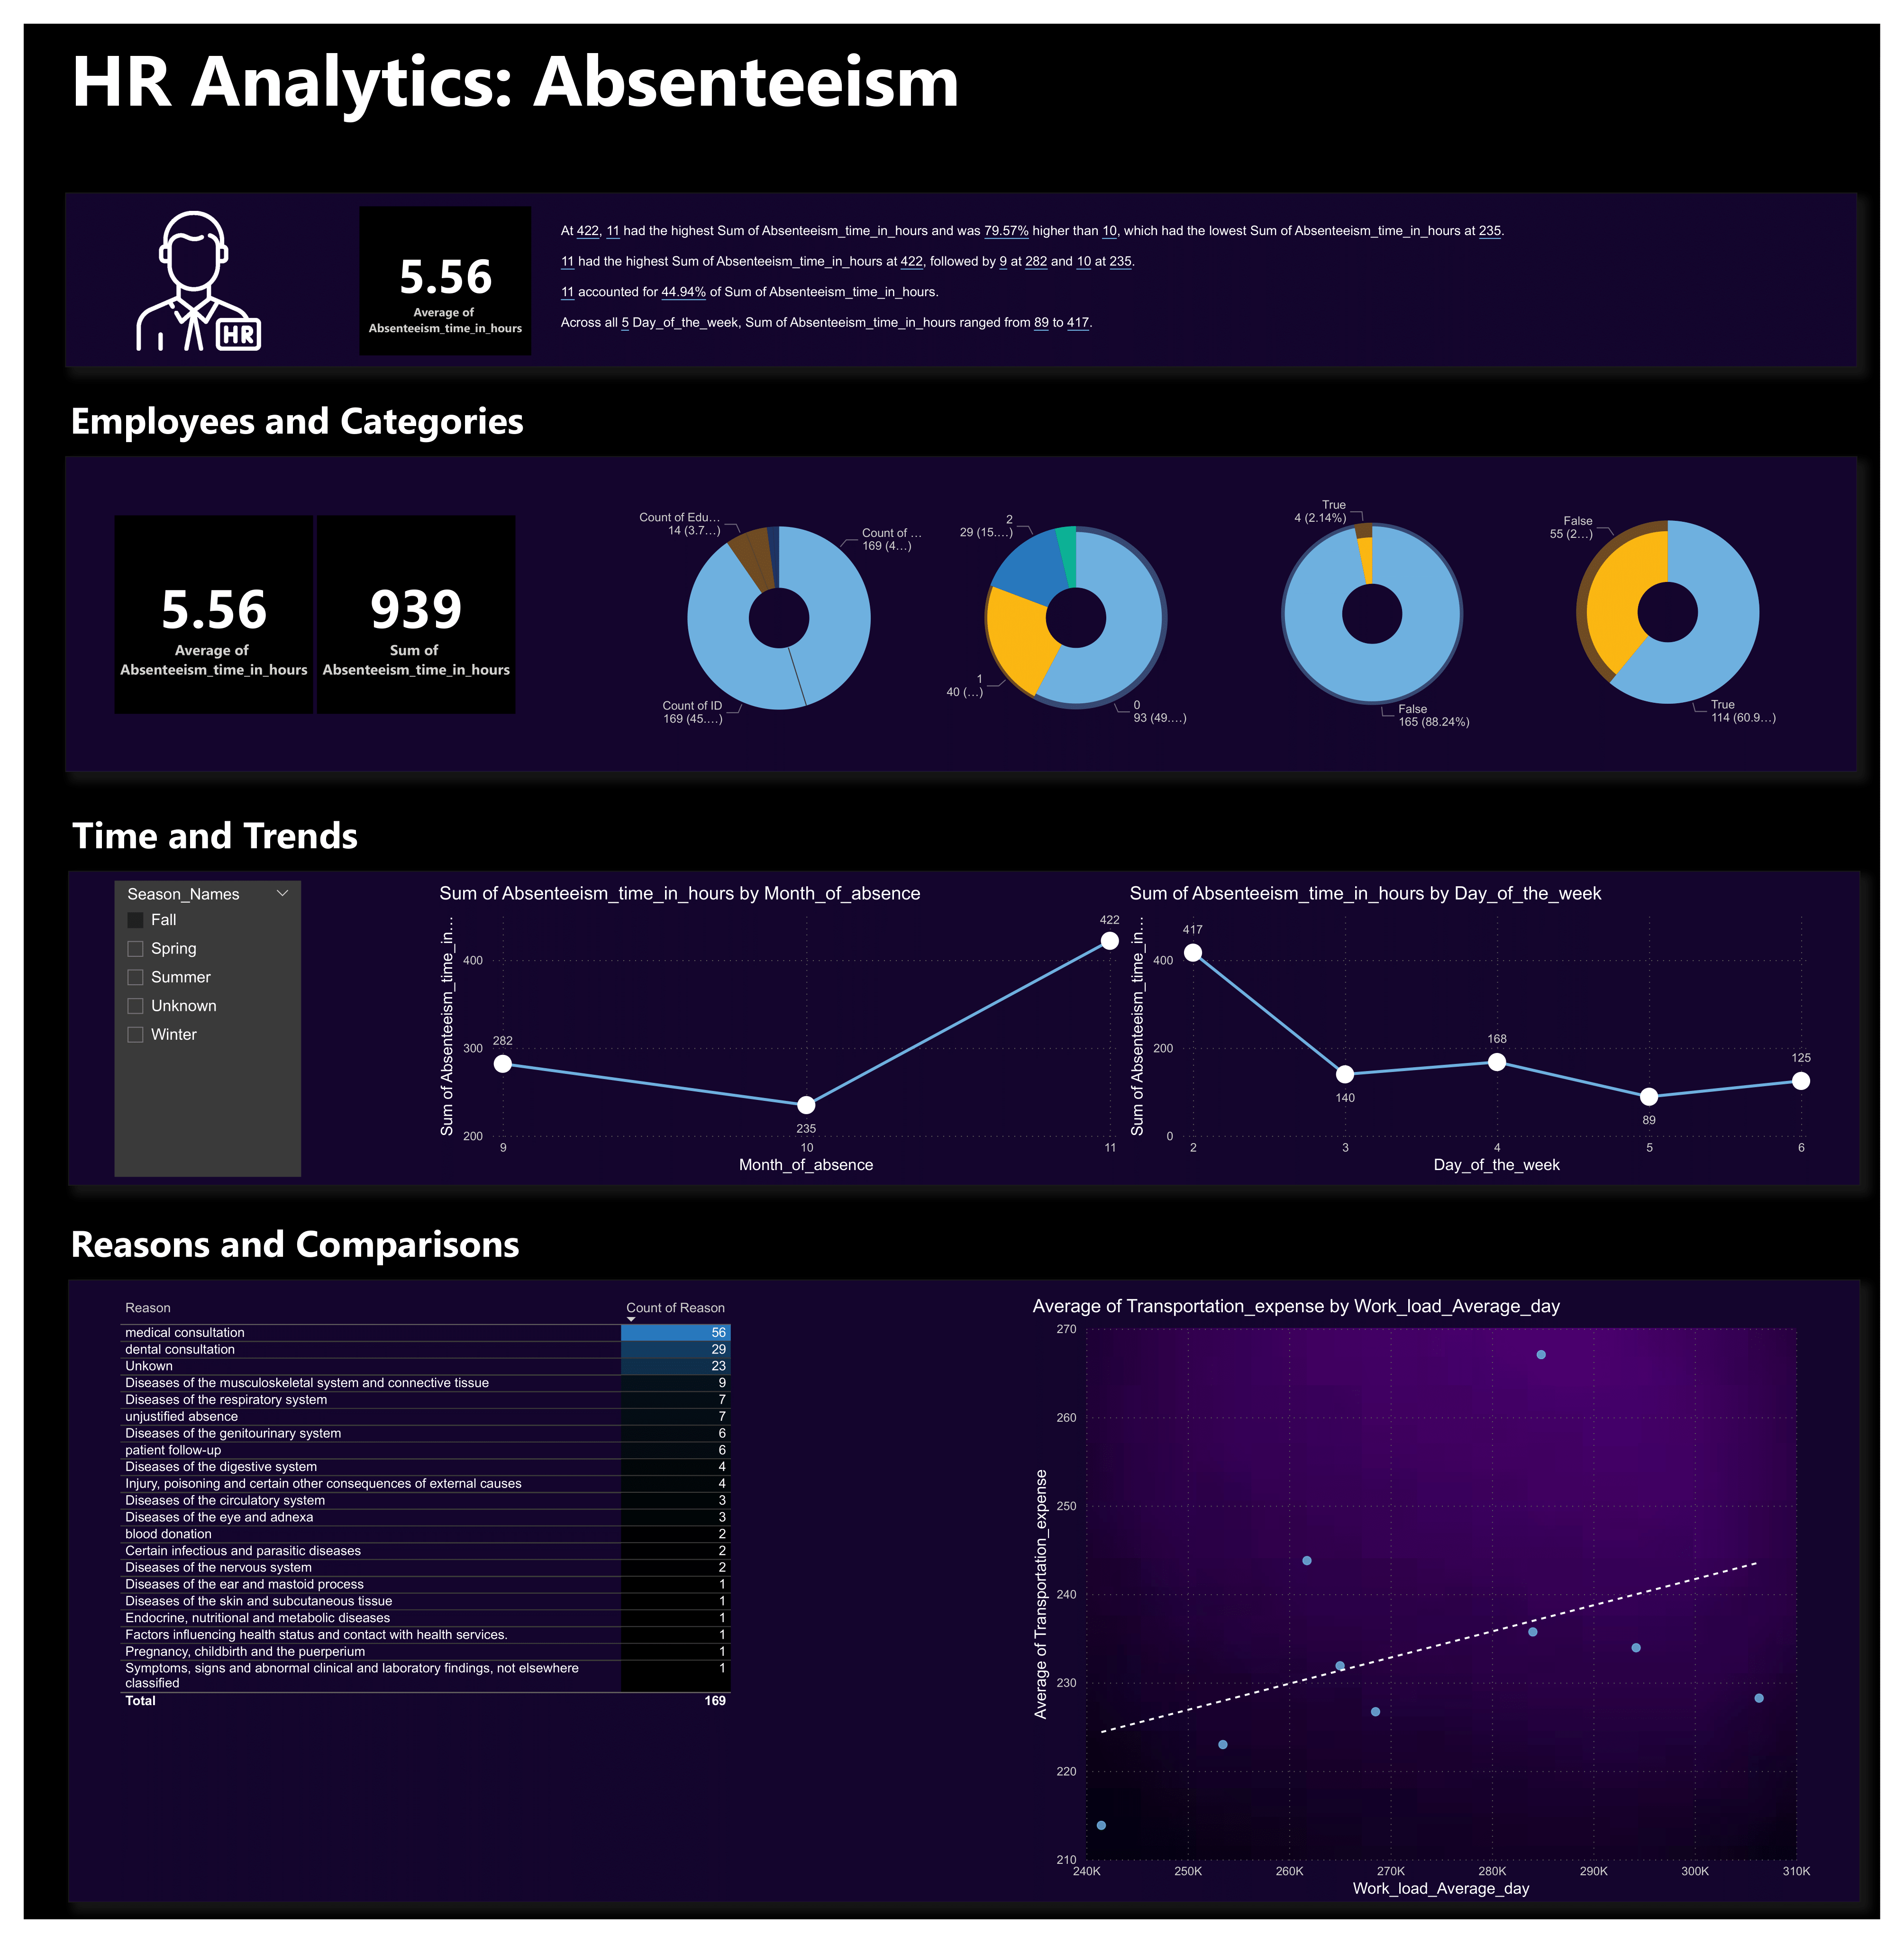 HR Analytics: Absenteeism
HR
5.56
Average of
Absenteeism_time_in_hours
At 422, 11 had the highest Sum of Absenteeism_time_in_hours and was 79.57% higher than 10, which had the lowest Sum of Absenteeism_time_in_hours at 235.
11 had the highest Sum of Absenteeism_time_in_hours at 422, followed by 9 at 282 and 10 at 235.
11 accounted for 44.94% of Sum of Absenteeism_time_in_hours.
Across all 5 Day_of_the_week, Sum of Absenteeism_time_in_hours ranged from 89 to 417.
Employees and Categories
5.56
Average of
Absenteeism_time_in_hours
939
Sum of
Absenteeism_time_in_hours
Count of Edu…
14 (3.7…)
Count of …
169 (4…)
Count of ID
169 (45.…)
2
29 (15.…)
1
40 (…)
0
93 (49.…)
True
4 (2.14%)
False
165 (88.24%)
False
55 (2…)
True
114 (60.9…)
Time and Trends
Season_Names
Fall
Spring
Summer
Unknown
Winter
Sum of Absenteeism_time_in_hours by Month_of_absence
Sum of Absenteeism_time_in…
400
300
200
282
235
422
9
10
11
Month_of_absence
Sum of Absenteeism_time_in_hours by Day_of_the_week
Sum of Absenteeism_time_in…
400
200
0
417
140
168
89
125
2
3
4
5
6
Day_of_the_week
Reasons and Comparisons
Reason Count of Reason
medical consultation 56
dental consultation 29
Unkown 23
Diseases of the musculoskeletal system and connective tissue 9
Diseases of the respiratory system 7
unjustified absence 7
Diseases of the genitourinary system 6
patient follow-up 6
Diseases of the digestive system 4
Injury, poisoning and certain other consequences of external causes 4
Diseases of the circulatory system 3
Diseases of the eye and adnexa 3
blood donation 2
Certain infectious and parasitic diseases 2
Diseases of the nervous system 2
Diseases of the ear and mastoid process 1
Diseases of the skin and subcutaneous tissue 1
Endocrine, nutritional and metabolic diseases 1
Factors influencing health status and contact with health services. 1
Pregnancy, childbirth and the puerperium 1
Symptoms, signs and abnormal clinical and laboratory findings, not elsewhere 1
classified
Total 169
Average of Transportation_expense by Work_load_Average_day
Average of Transportation_expense
270
260
250
240
230
220
210
240K
250K
260K
270K
280K
290K
300K
310K
Work_load_Average_day